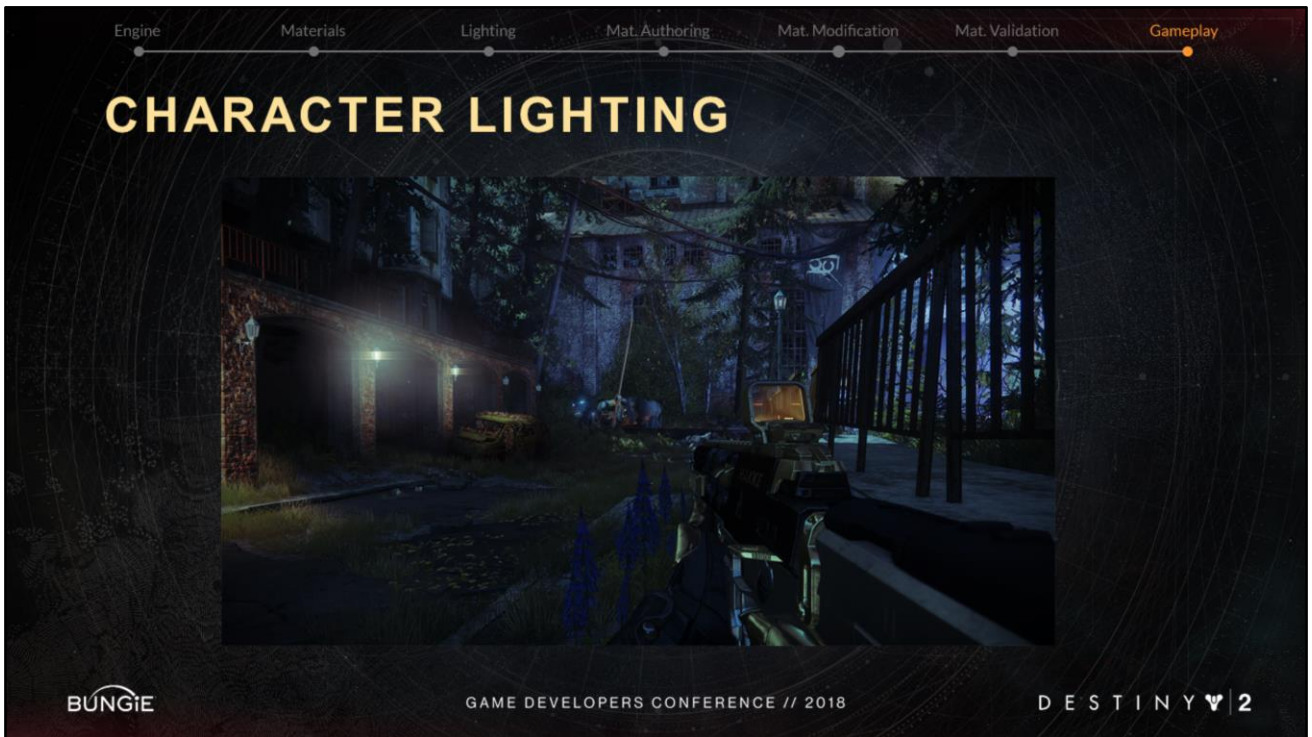 Engine Materials Lighting Mat. Authoring Mat. Modification Mat. Validation Gameplay
CHARACTER LIGHTING
BUNGiE GAME DEVELOPERS CONFERENCE // 2018 DESTINY 2